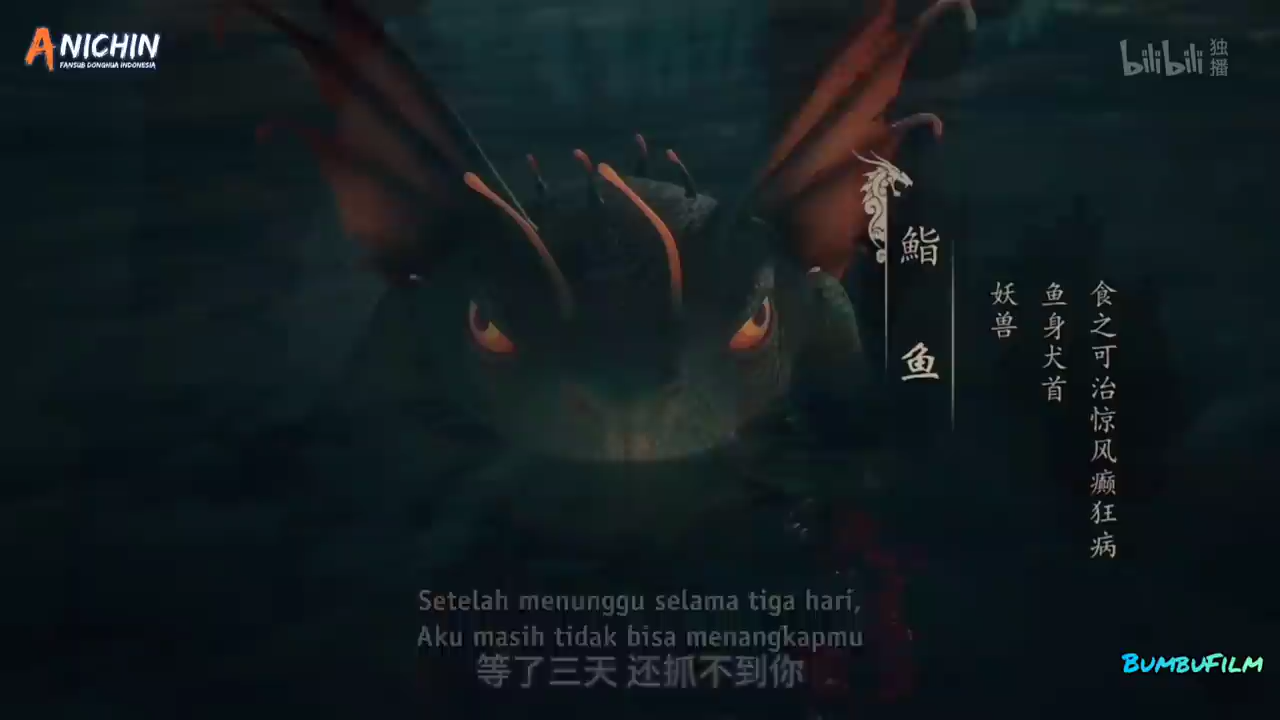 ANICHIN
FANSUB DONGHUA INDONESIA
bilibili 独播
鮨鱼
食之可治惊风癫狂病
鱼身犬首
妖兽
Setelah menunggu selama tiga hari,
Aku masih tidak bisa menangkapmu
等了三天 还抓不到你
BUMBUFILM